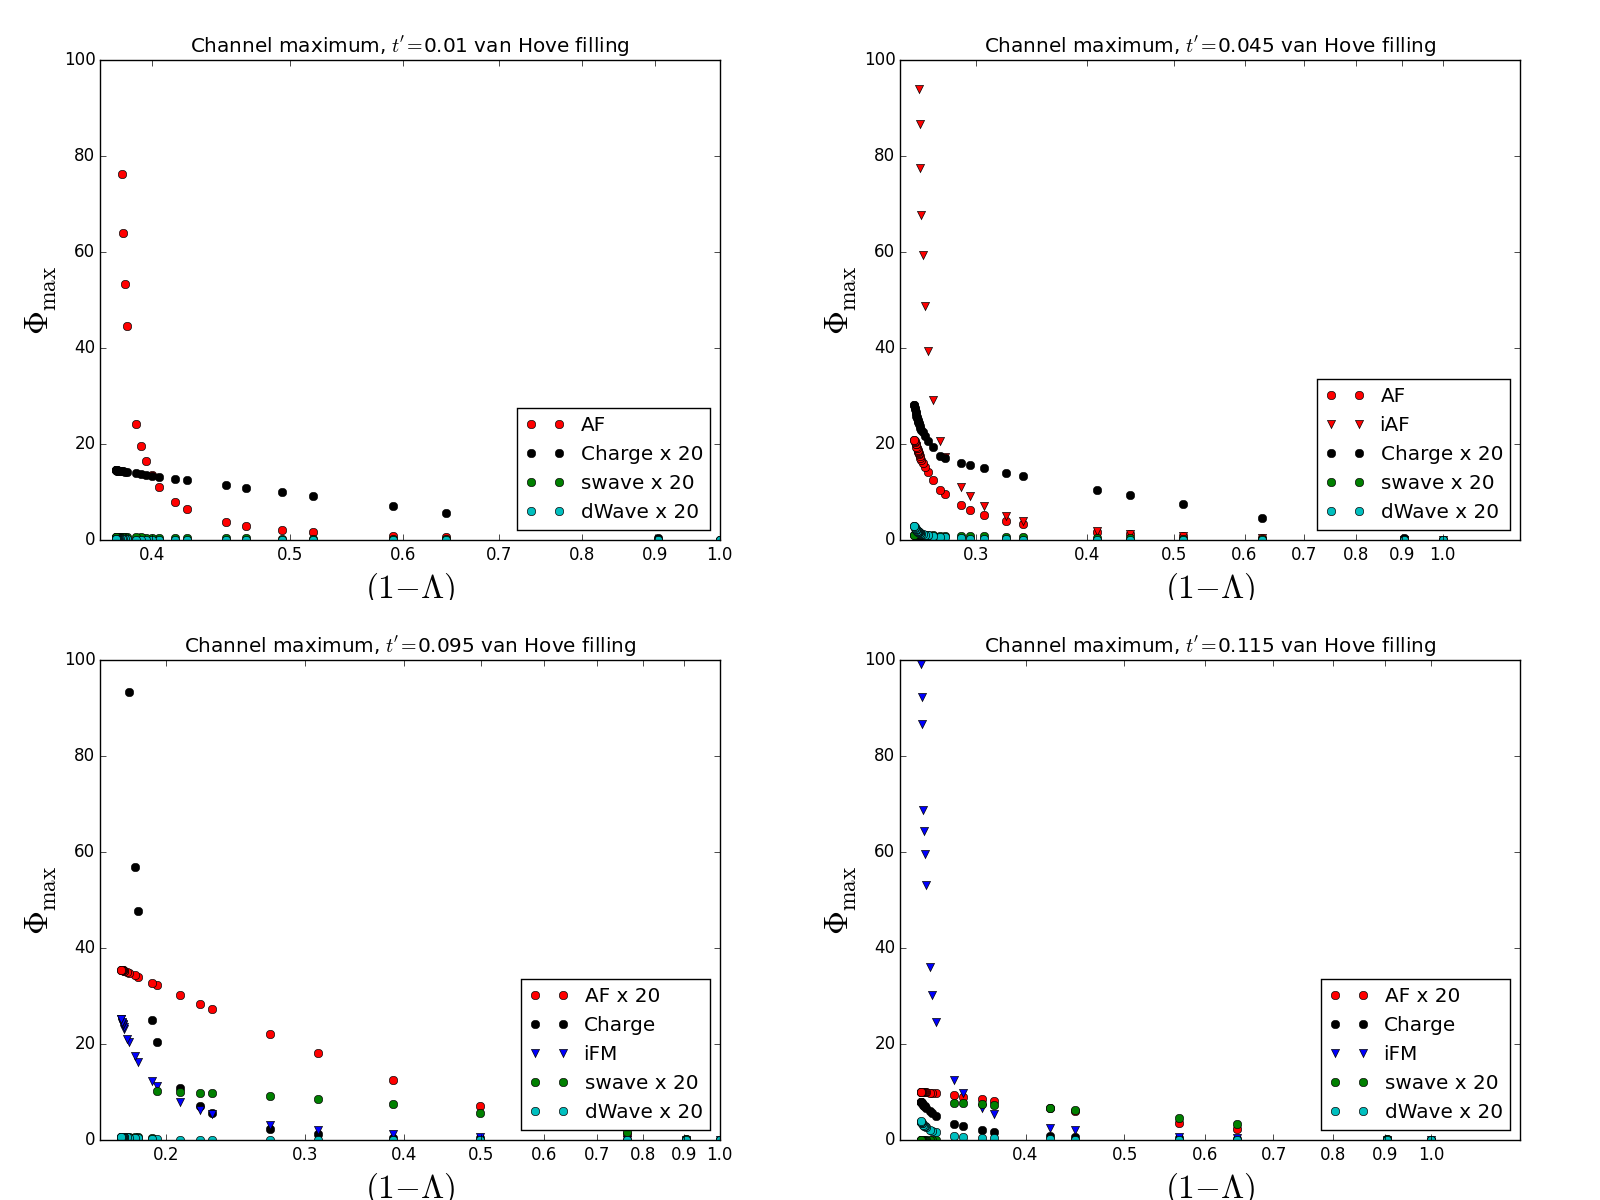 Channel maximum, t′=0.01 van Hove filling
100
80
60
40
20
0
Φmax
AF
Charge x 20
swave x 20
dWave x 20
0.4 0.5 0.6 0.7 0.8 0.9 1.0
(1−Λ)
Channel maximum, t′=0.045 van Hove filling
100
80
60
40
20
0
Φmax
AF
iAF
Charge x 20
swave x 20
dWave x 20
0.3 0.4 0.5 0.6 0.7 0.8 0.9 1.0
(1−Λ)
Channel maximum, t′=0.095 van Hove filling
100
80
60
40
20
0
Φmax
AF x 20
Charge
iFM
swave x 20
dWave x 20
0.2 0.3 0.4 0.5 0.6 0.7 0.8 0.9 1.0
(1−Λ)
Channel maximum, t′=0.115 van Hove filling
100
80
60
40
20
0
Φmax
AF x 20
Charge
iFM
swave x 20
dWave x 20
0.4 0.5 0.6 0.7 0.8 0.9 1.0
(1−Λ)